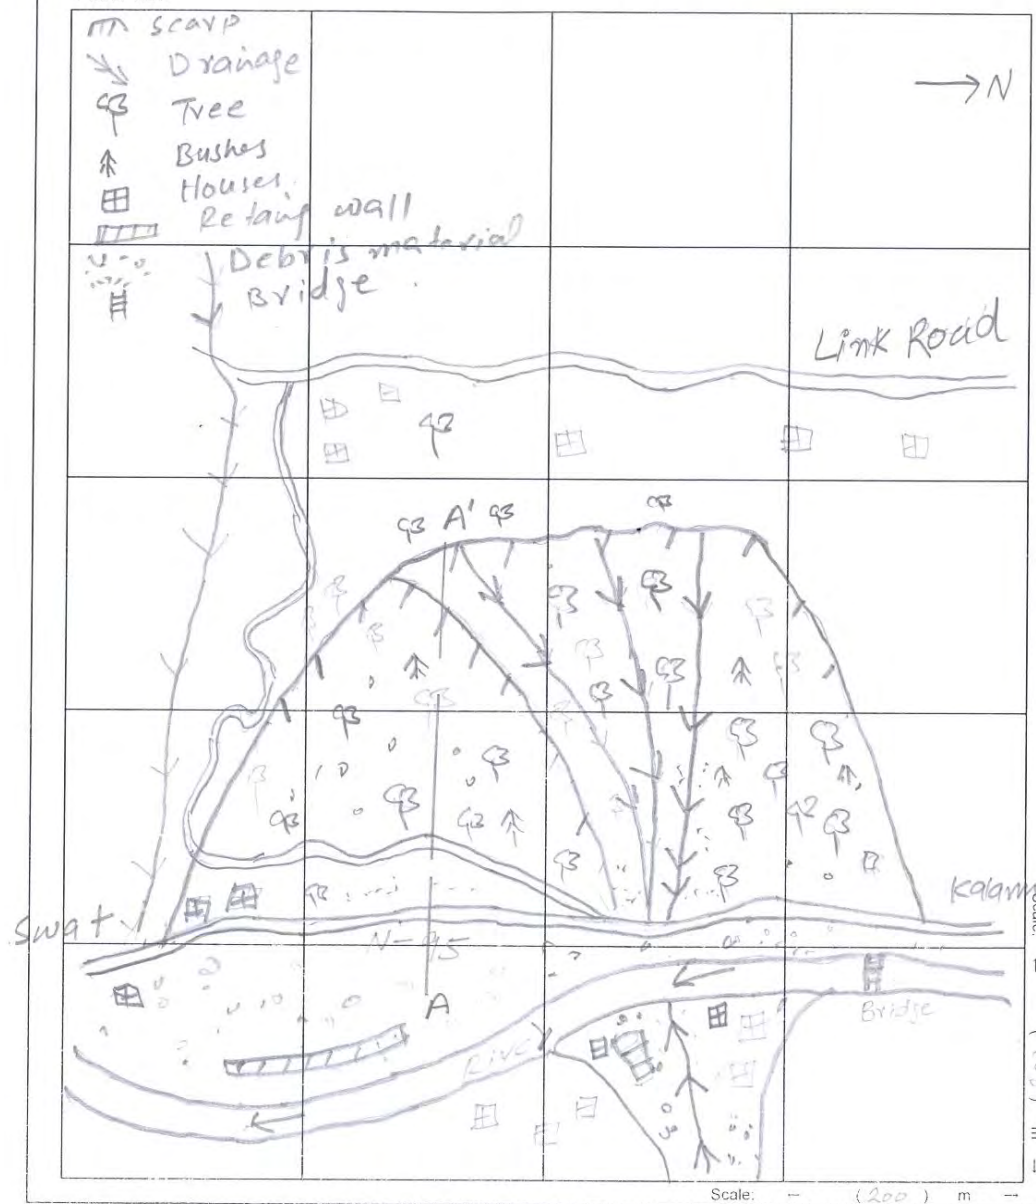 scarp
Drainage
Tree
Bushes
Houses
Retaing wall
Debris material
Bridge
→ N
Link Road
A'
Swat
Kalam
N-95
A
Bridge
River
Scale: – (200) m –